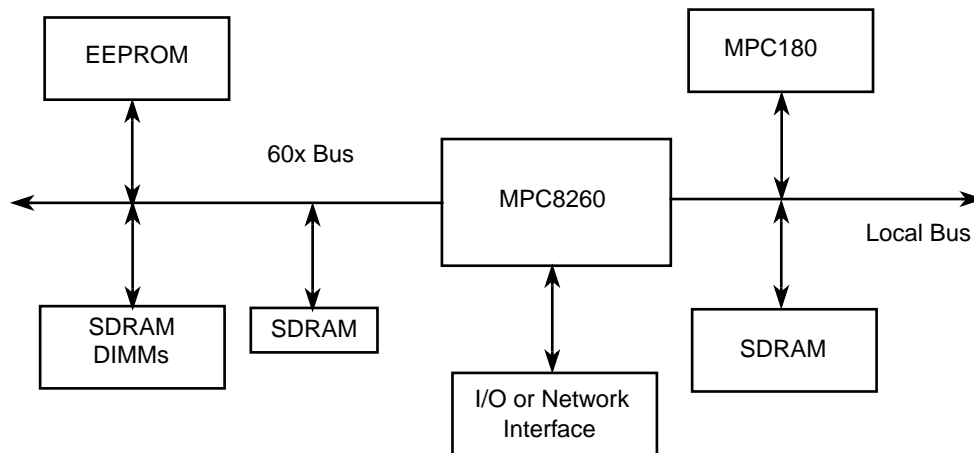 EEPROM
MPC180
60x Bus
MPC8260
Local Bus
SDRAM
DIMMs
SDRAM
SDRAM
I/O or Network
Interface